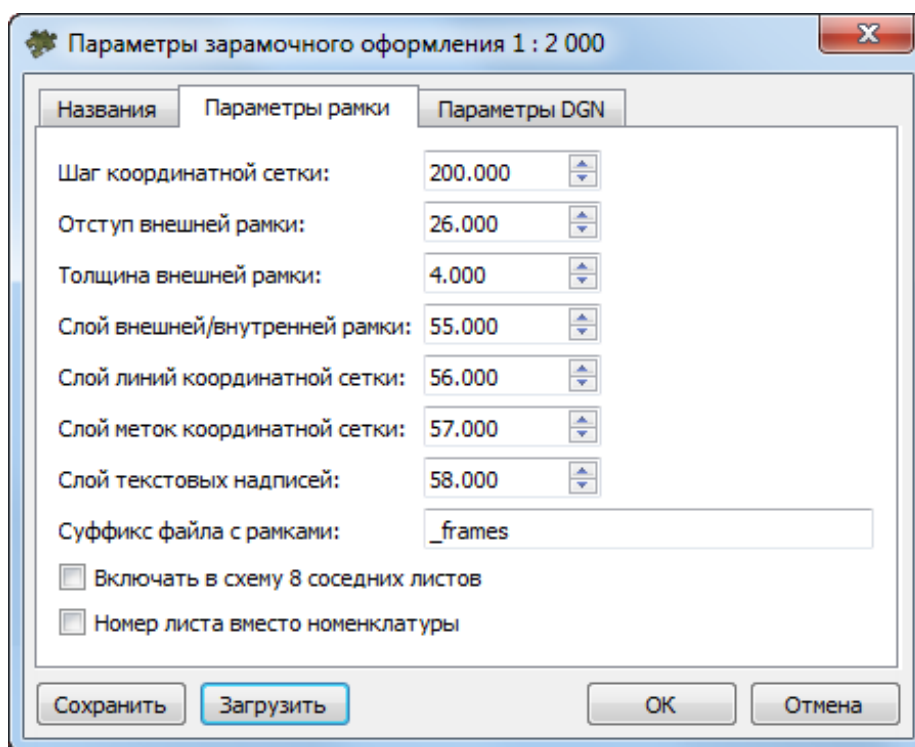 Параметры зарамочного оформления 1 : 2 000
Названия Параметры рамки Параметры DGN
Шаг координатной сетки: 200.000
Отступ внешней рамки: 26.000
Толщина внешней рамки: 4.000
Слой внешней/внутренней рамки: 55.000
Слой линий координатной сетки: 56.000
Слой меток координатной сетки: 57.000
Слой текстовых надписей: 58.000
Суффикс файла с рамками: _frames
Включать в схему 8 соседних листов
Номер листа вместо номенклатуры
Сохранить Загрузить ОК Отмена